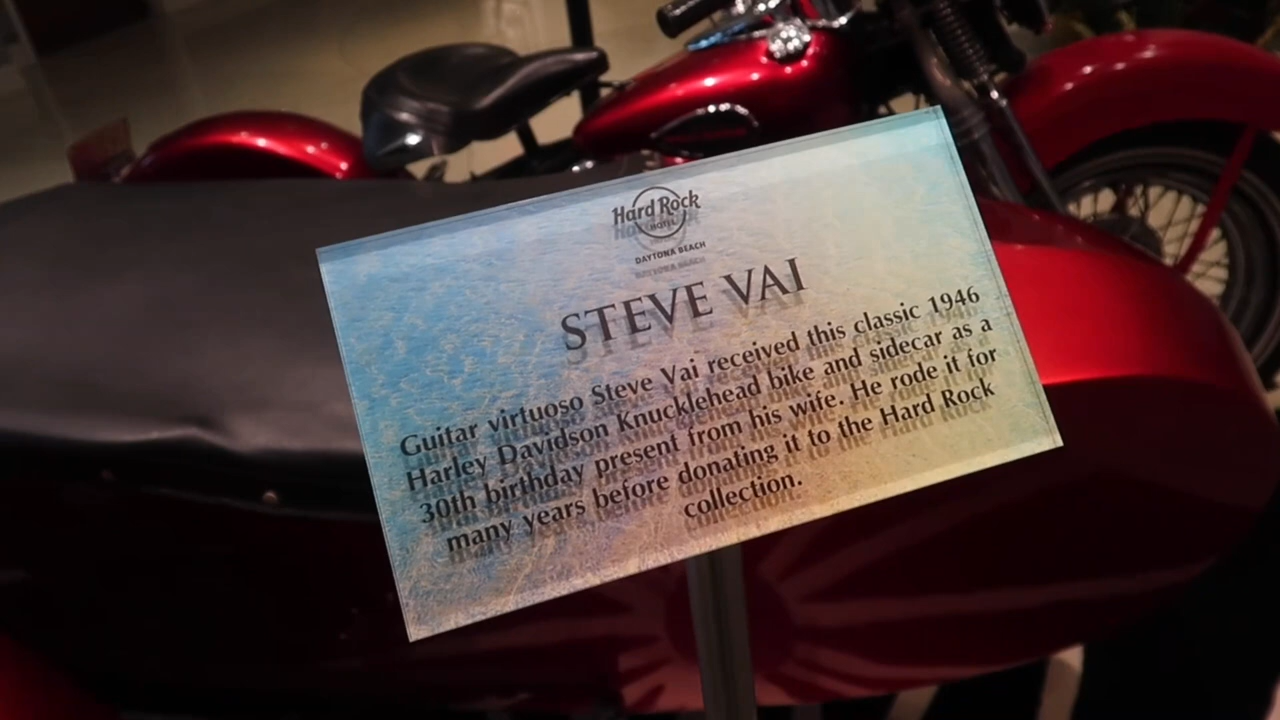 Hard Rock
HOTEL
DAYTONA BEACH
STEVE VAI
Guitar virtuoso Steve Vai received this classic 1946
Harley Davidson Knucklehead bike and sidecar as a
30th birthday present from his wife. He rode it for
many years before donating it to the Hard Rock
collection.